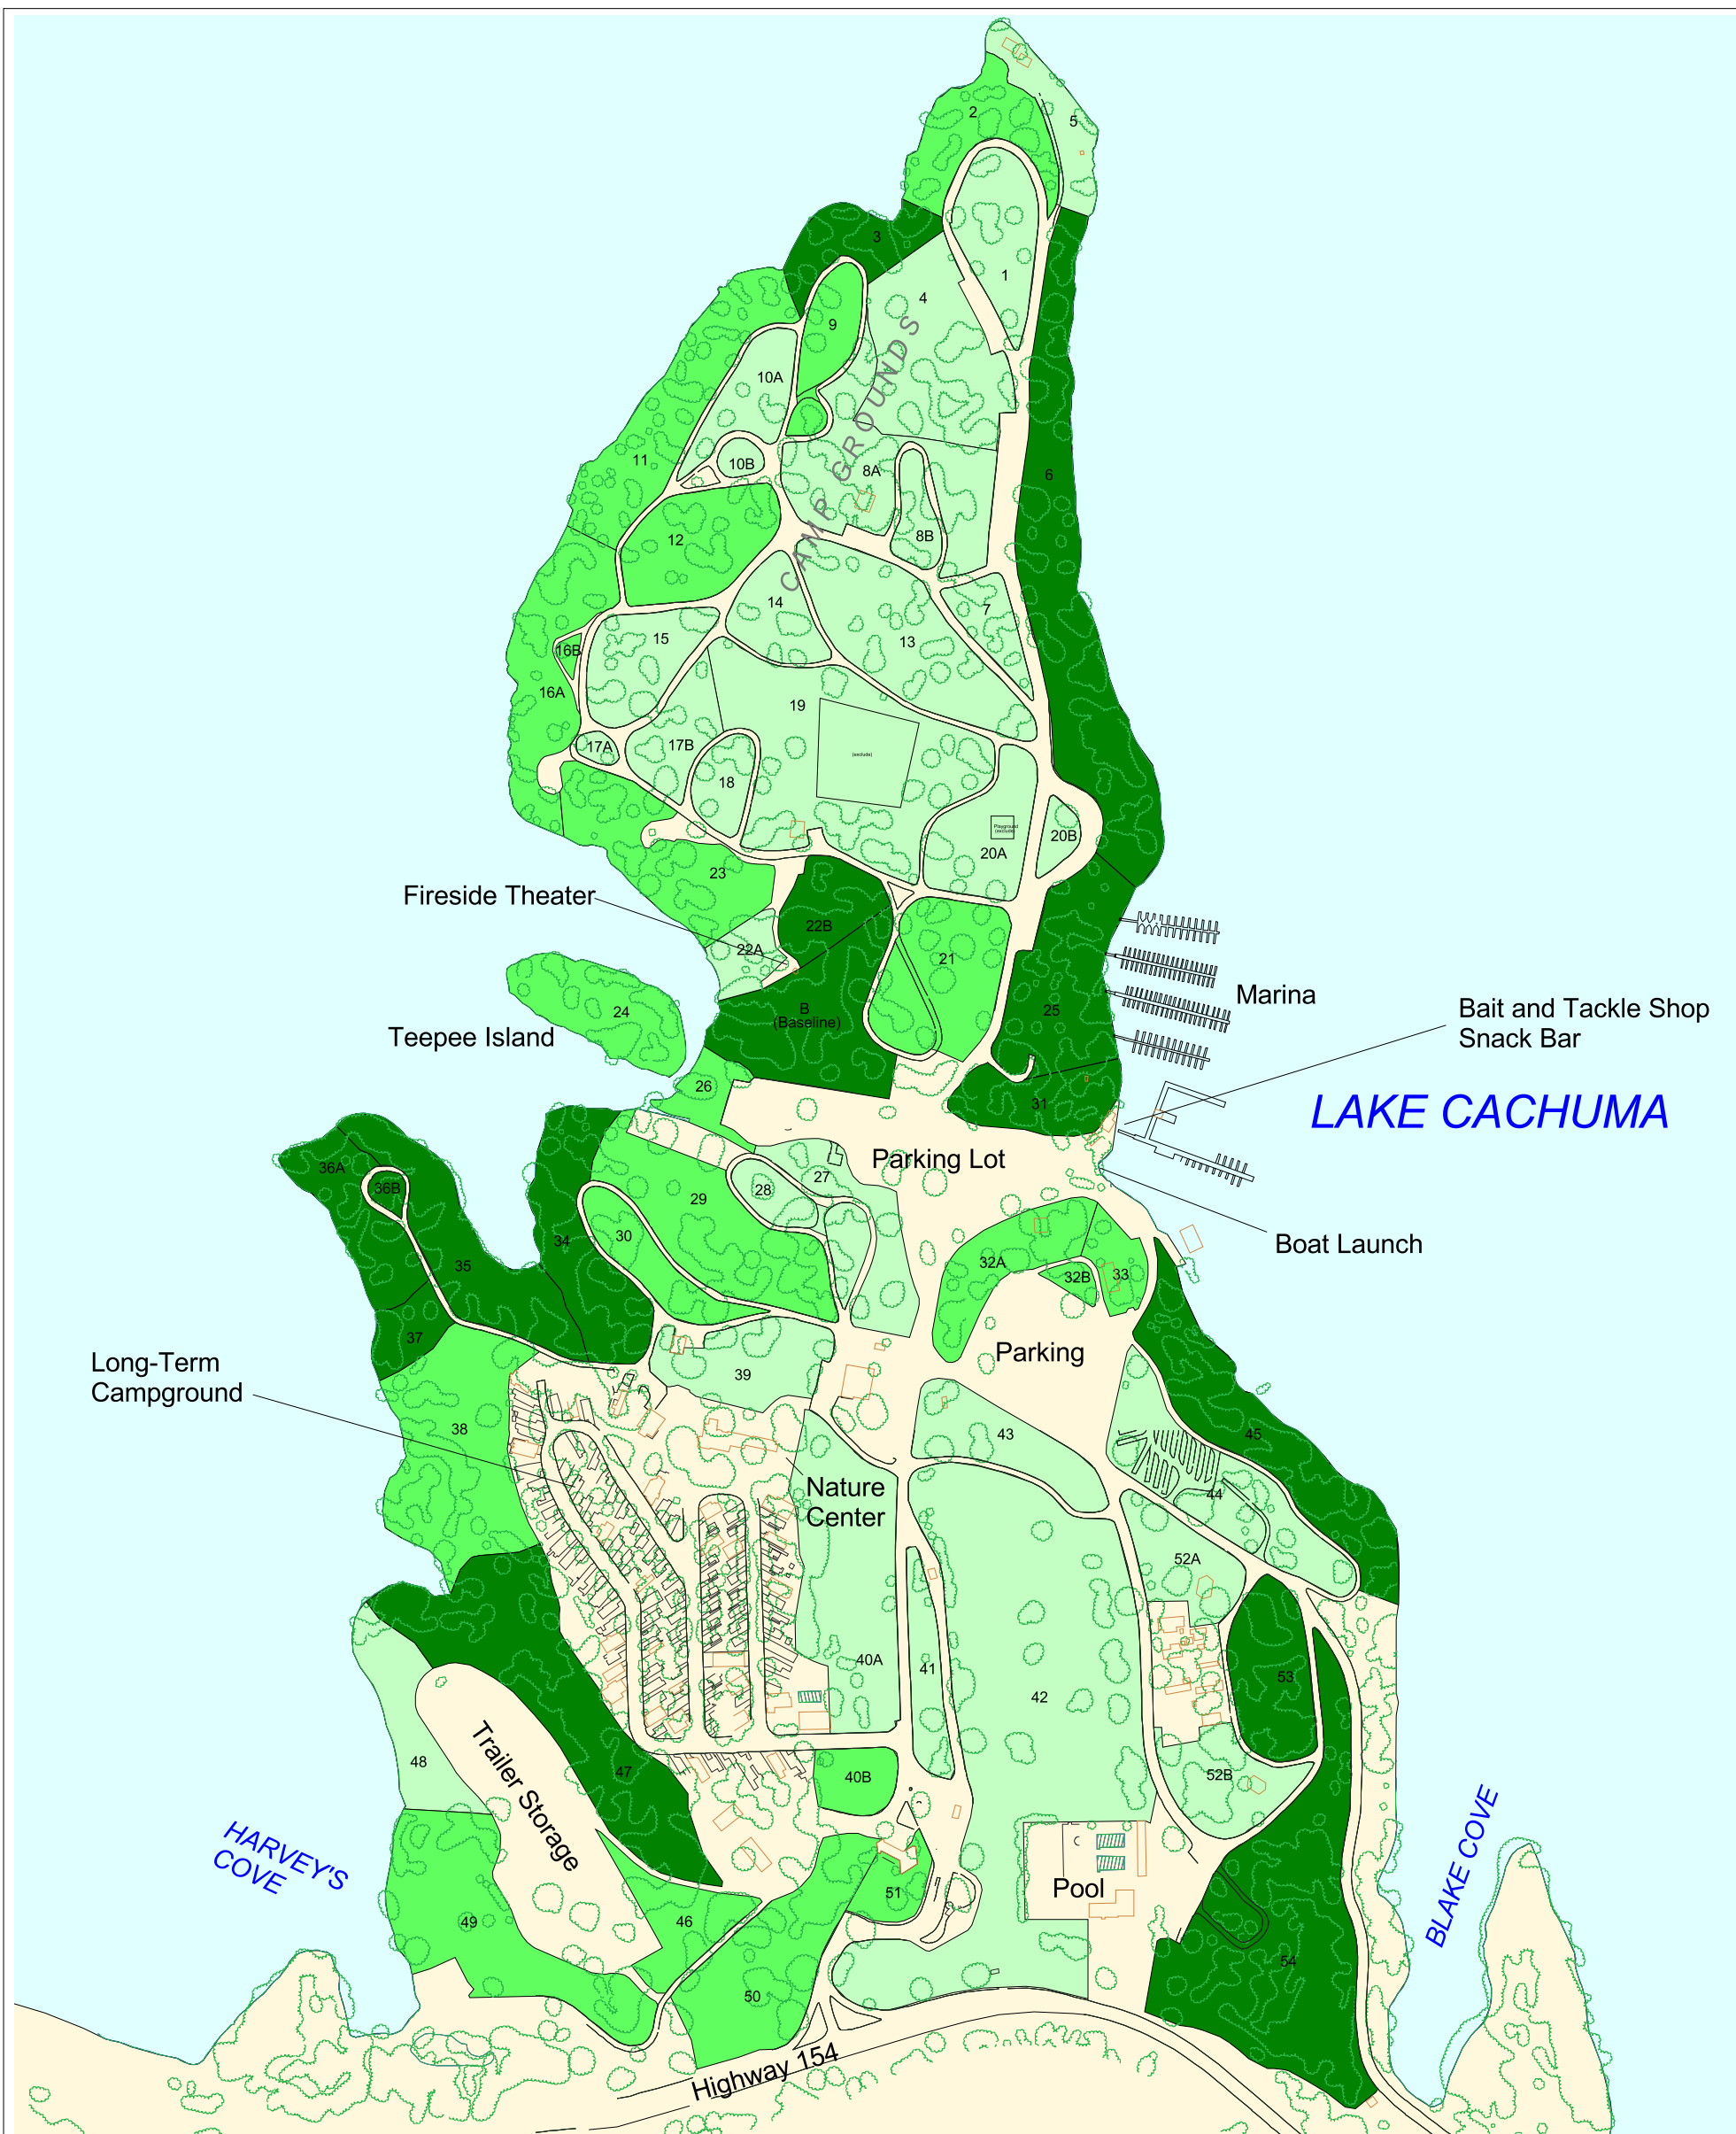 2
5
3
1
4
9
CAMP GROUNDS
10A
11
10B
8A
6
12
8B
14
7
15
13
16B
16A
19
17A
17B
(exclude)
18
Playground
(exclude)
20B
20A
23
Fireside Theater
22B
22A
21
Marina
24
B
(Baseline)
25
Bait and Tackle Shop
Snack Bar
Teepee Island
26
31
LAKE CACHUMA
Parking Lot
36A
36B
27
28
29
30
34
35
32A
32B
33
Boat Launch
37
Parking
Long-Term
Campground
39
38
43
45
Nature
Center
44
52A
40A
41
53
42
48
47
Trailer Storage
40B
52B
HARVEY'S
COVE
BLAKE COVE
Pool
51
49
46
50
54
Highway 154